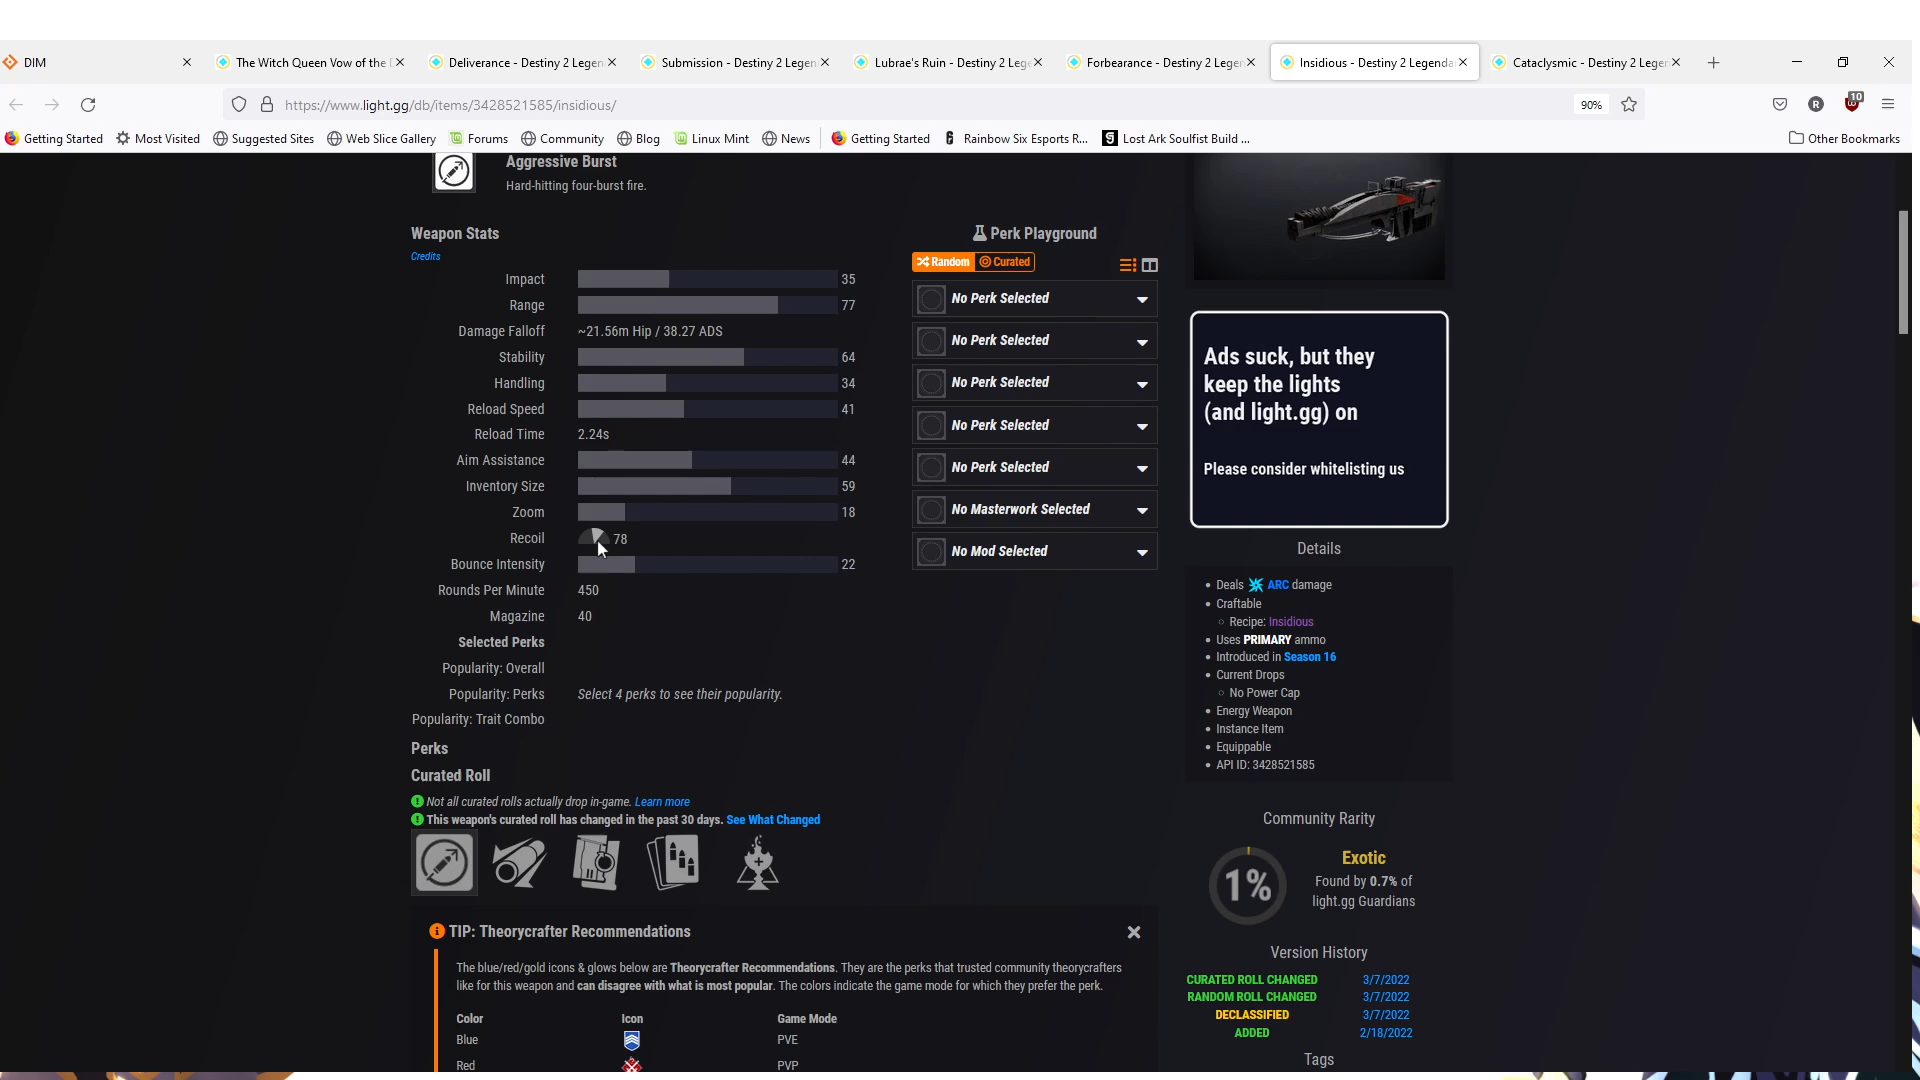 DIM
The Witch Queen Vow of the D
Deliverance - Destiny 2 Legen
Submission - Destiny 2 Legen
Lubrae's Ruin - Destiny 2 Lege
Forbearance - Destiny 2 Legen
Insidious - Destiny 2 Legenda
Cataclysmic - Destiny 2 Legen
https://www.light.gg/db/items/3428521585/insidious/
90%
R
10
Getting Started
Most Visited
Suggested Sites
Web Slice Gallery
Forums
Community
Blog
Linux Mint
News
Getting Started
Rainbow Six Esports R...
Lost Ark Soulfist Build ...
Other Bookmarks
Aggressive Burst
Hard-hitting four-burst fire.
Weapon Stats
Credits
Impact 35
Range 77
Damage Falloff ~21.56m Hip / 38.27 ADS
Stability 64
Handling 34
Reload Speed 41
Reload Time 2.24s
Aim Assistance 44
Inventory Size 59
Zoom 18
Recoil 78
Bounce Intensity 22
Rounds Per Minute 450
Magazine 40
Selected Perks
Popularity: Overall
Popularity: Perks Select 4 perks to see their popularity.
Popularity: Trait Combo
Perk Playground
Random Curated
No Perk Selected
No Perk Selected
No Perk Selected
No Perk Selected
No Perk Selected
No Masterwork Selected
No Mod Selected
Perks
Curated Roll
Not all curated rolls actually drop in-game. Learn more
This weapon's curated roll has changed in the past 30 days. See What Changed
TIP: Theorycrafter Recommendations
The blue/red/gold icons & glows below are Theorycrafter Recommendations. They are the perks that trusted community theorycrafters
like for this weapon and can disagree with what is most popular. The colors indicate the game mode for which they prefer the perk.
Color Icon Game Mode
Blue PVE
Red PVP
Ads suck, but they
keep the lights
(and light.gg) on
Please consider whitelisting us
Details
Deals ARC damage
Craftable
Recipe: Insidious
Uses PRIMARY ammo
Introduced in Season 16
Current Drops
No Power Cap
Energy Weapon
Instance Item
Equippable
API ID: 3428521585
Community Rarity
1%
Exotic
Found by 0.7% of
light.gg Guardians
Version History
CURATED ROLL CHANGED 3/7/2022
RANDOM ROLL CHANGED 3/7/2022
DECLASSIFIED 3/7/2022
ADDED 2/18/2022
Tags